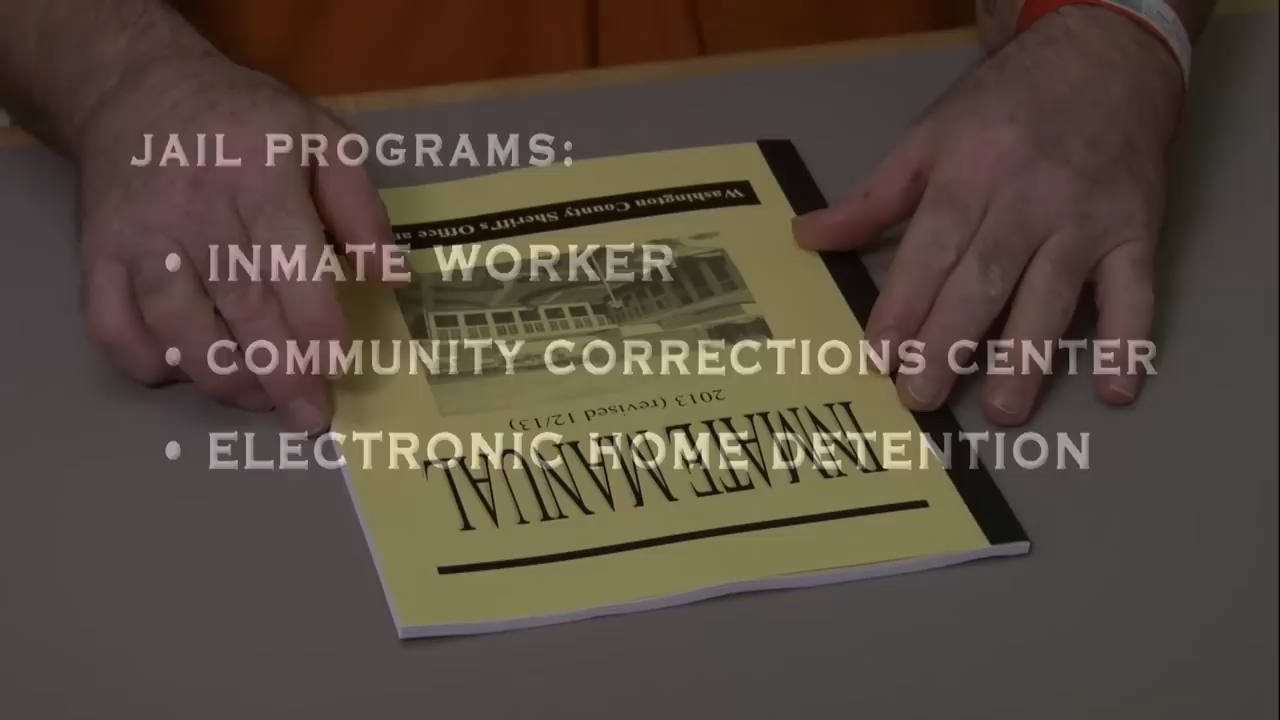 JAIL PROGRAMS:
• INMATE WORKER
• COMMUNITY CORRECTIONS CENTER
• ELECTRONIC HOME DETENTION
INMATE MANUAL
2013 (revised 12/13)
Washington County Sheriff's Office